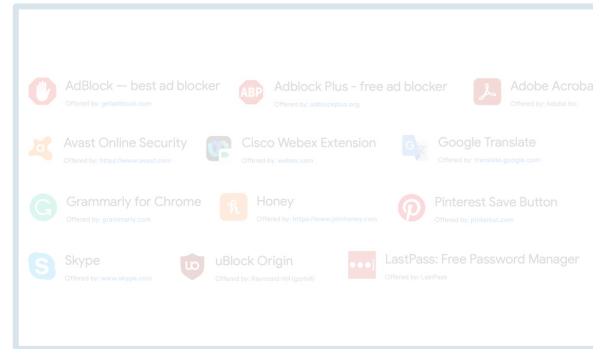 AdBlock — best ad blocker
Offered by: getadblock.com
ABP
Adblock Plus - free ad blocker
Offered by: adblockplus.org
Adobe Acroba
Offered by: Adobe Inc.
Avast Online Security
Offered by: https://www.avast.com
Cisco Webex Extension
Offered by: webex.com
G
Google Translate
Offered by: translate.google.com
G
Grammarly for Chrome
Offered by: grammarly.com
h
Honey
Offered by: https://www.joinhoney.com
Pinterest Save Button
Offered by: pinterest.com
S
Skype
Offered by: www.skype.com
uo
uBlock Origin
Offered by: Raymond Hill (gorhill)
LastPass: Free Password Manager
Offered by: LastPass